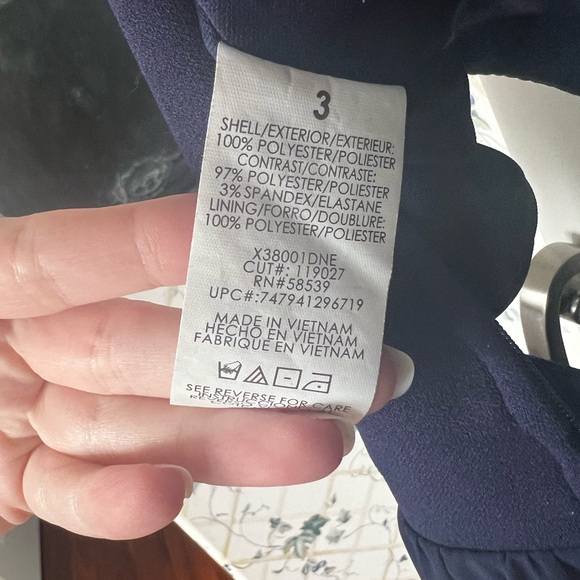 3
SHELL/EXTERIOR/EXTERIEUR:
100% POLYESTER/POLIESTER
CONTRAST/CONTRASTE:
97% POLYESTER/POLIESTER
3% SPANDEX/ELASTANE
LINING/FORRO/DOUBLURE:
100% POLYESTER/POLIESTER
X38001DNE
CUT#: 119027
RN#58539
UPC#:747941296719
MADE IN VIETNAM
HECHO EN VIETNAM
FABRIQUE EN VIETNAM
SEE REVERSE FOR CARE